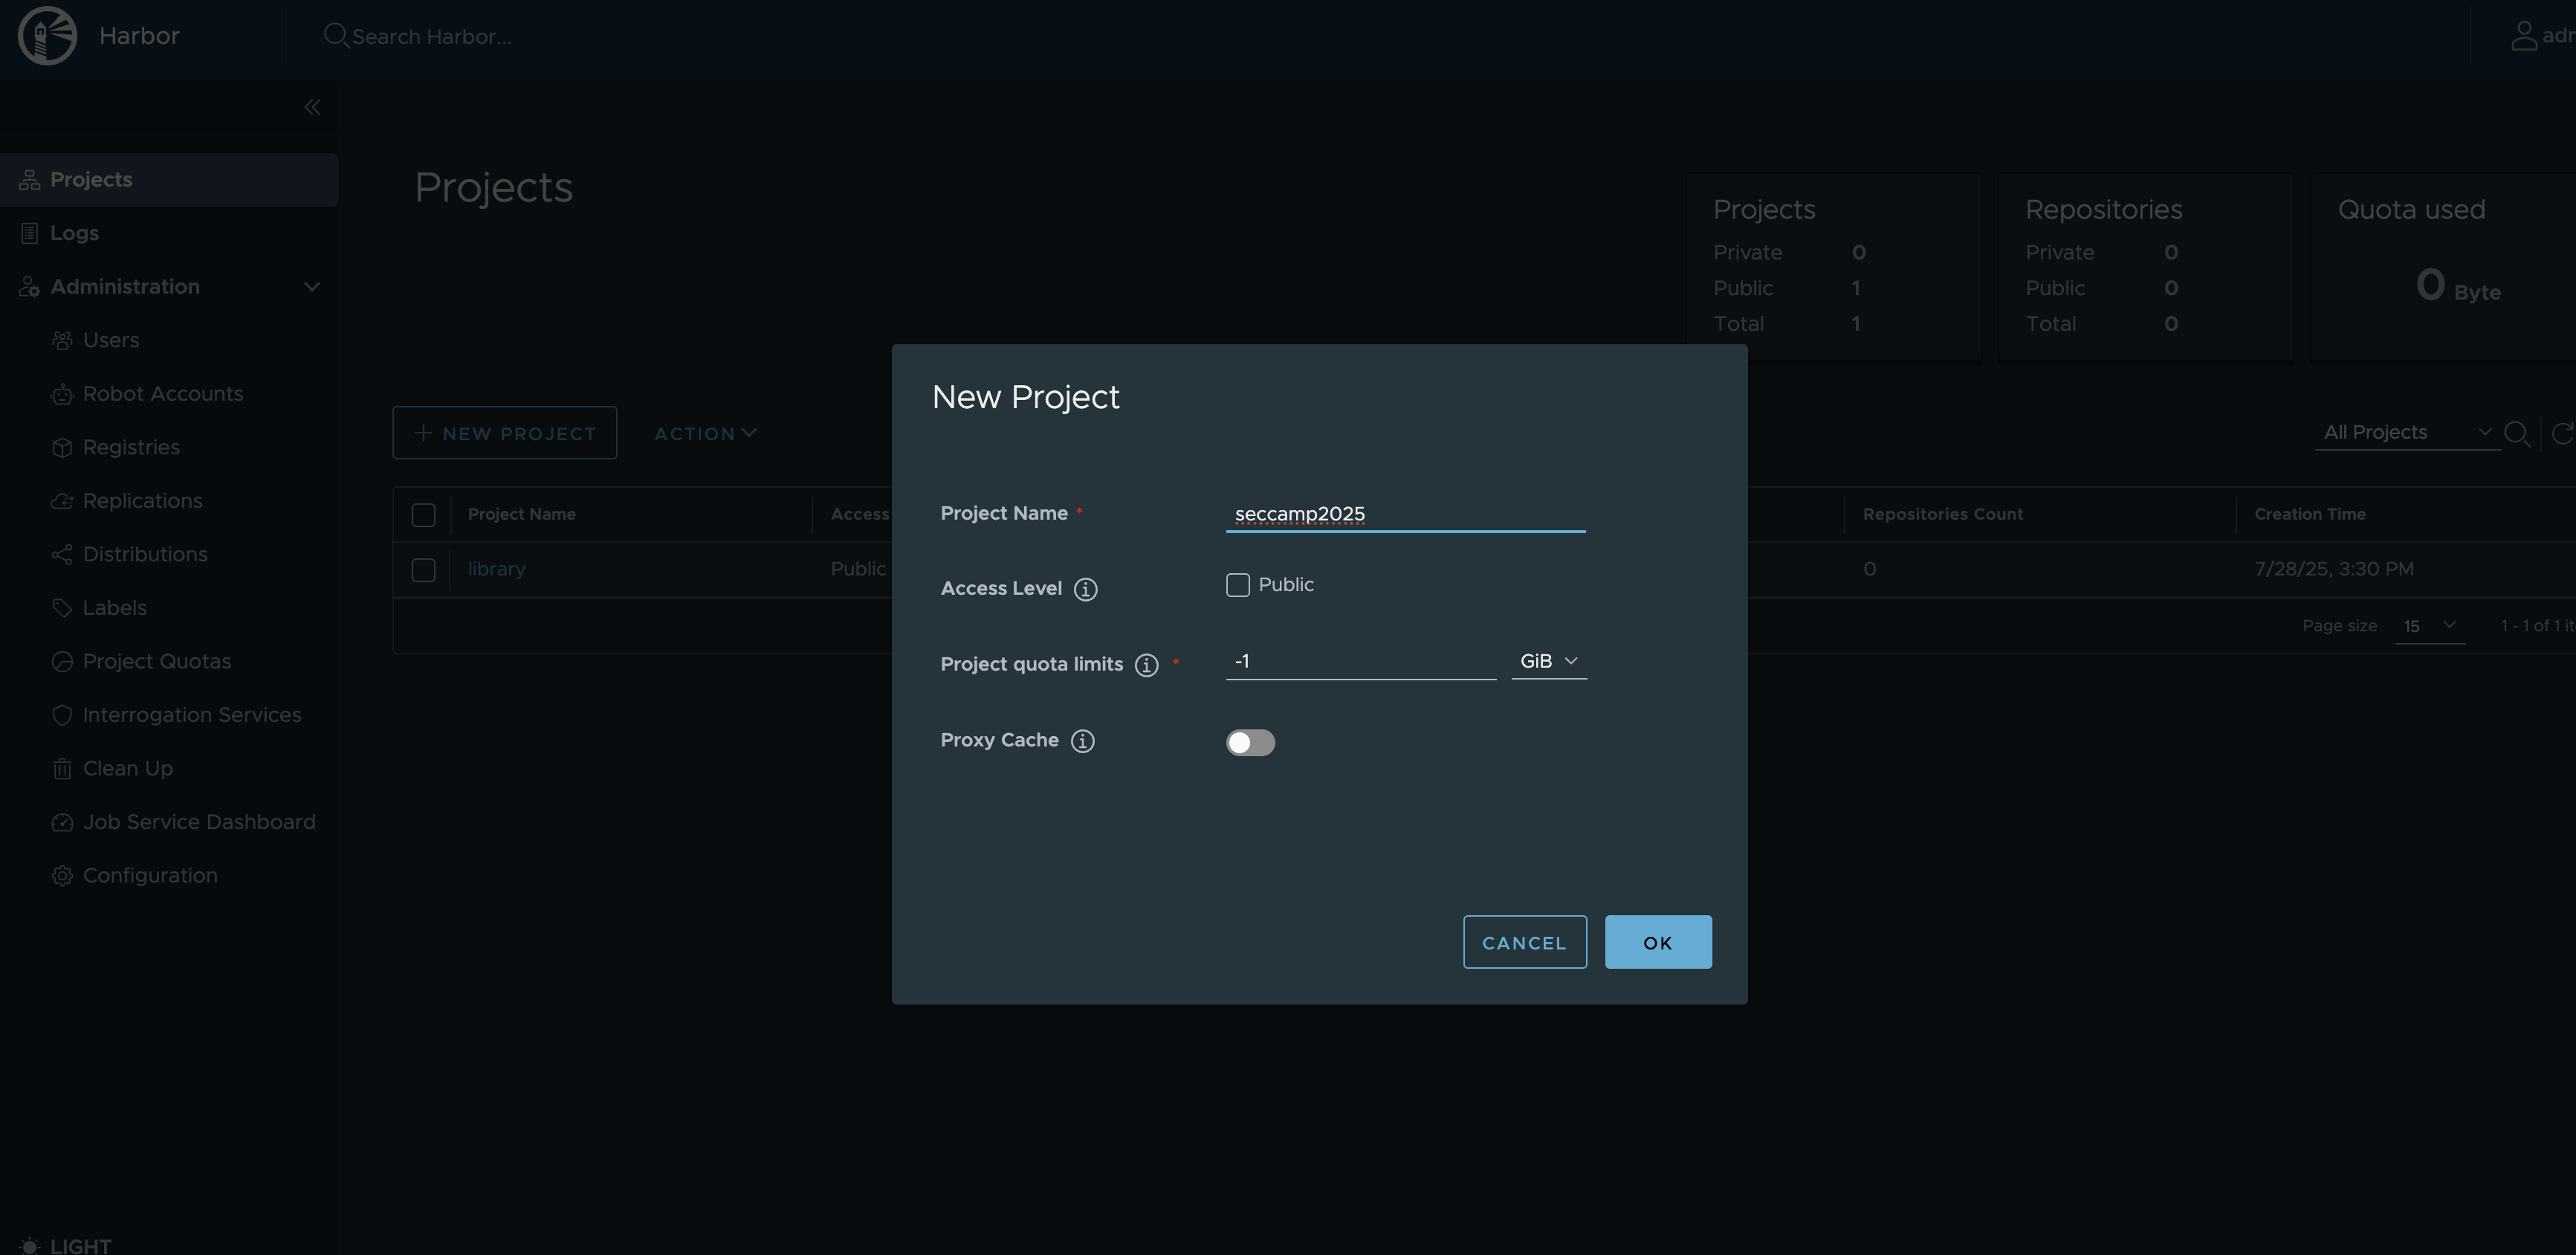 Harbor
Search Harbor...
Projects
Logs
Administration
Users
Robot Accounts
Registries
Replications
Distributions
Labels
Project Quotas
Interrogation Services
Clean Up
Job Service Dashboard
Configuration
LIGHT
Projects
Projects
Private 0
Public 1
Total 1
Repositories
Private 0
Public 0
Total 0
Quota used
0 Byte
NEW PROJECT
ACTION
All Projects
Project Name
Access
Repositories Count
Creation Time
library
Public
0
7/28/25, 3:30 PM
Page size 15
1 - 1 of 1 it
New Project
Project Name *
seccamp2025
Access Level
Public
Project quota limits *
-1
GiB
Proxy Cache
CANCEL
OK